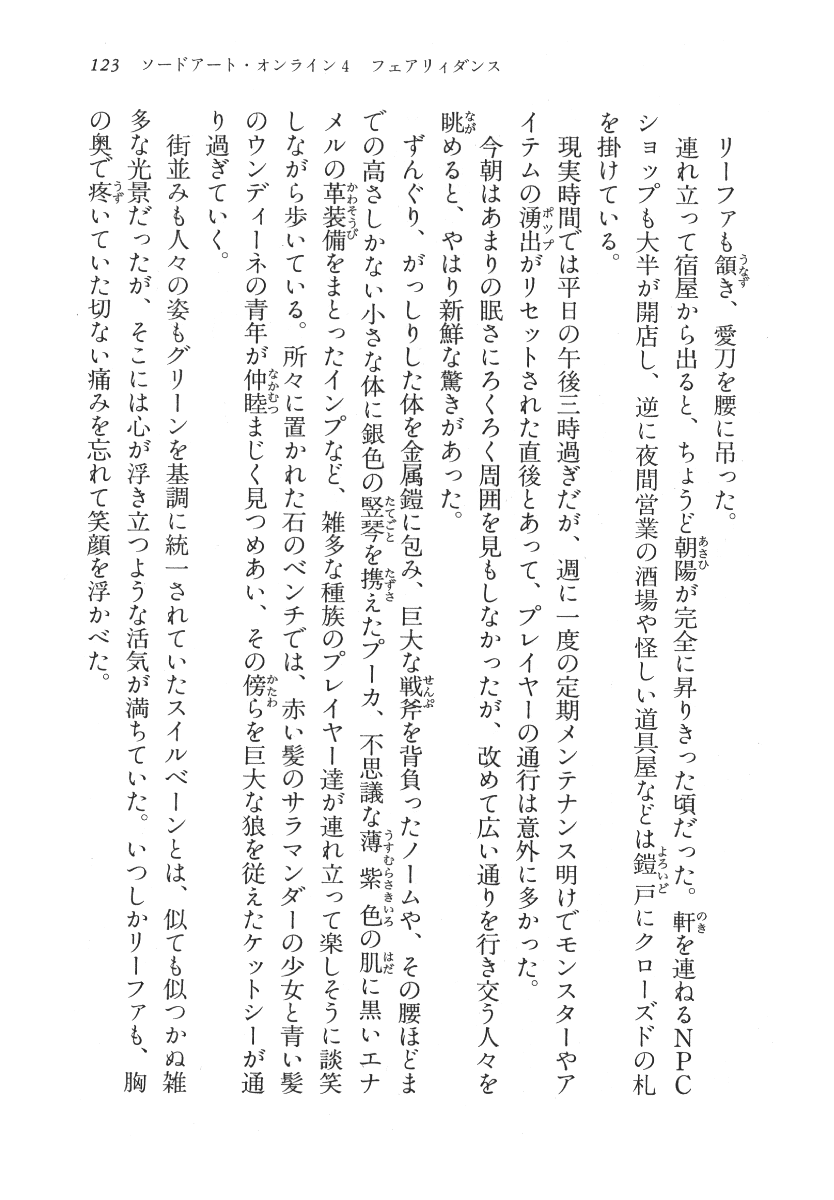 123　ソードアート・オンライン4　フェアリィダンス
　リーファも頷き、愛刀を腰に吊った。
　連れ立って宿屋から出ると、ちょうど朝陽が完全に昇りきった頃だった。軒を連ねるNPC
ショップも大半が開店し、逆に夜間営業の酒場や怪しい道具屋などは鎧戸にクローズドの札
を掛けている。
　現実時間では平日の午後三時過ぎだが、週に一度の定期メンテナンス明けでモンスターやア
イテムの湧出がリセットされた直後とあって、プレイヤーの通行は意外に多かった。
　今朝はあまりの眠さにろくろく周囲を見もしなかったが、改めて広い通りを行き交う人々を
眺めると、やはり新鮮な驚きがあった。
　ずんぐり、がっしりした体を金属鎧に包み、巨大な戦斧を背負ったノームや、その腰ほどま
での高さしかない小さな体に銀色の竪琴を携えたプーカ、不思議な薄紫色の肌に黒いエナ
メルの革装備をまとったインプなど、雑多な種族のプレイヤー達が連れ立って楽しそうに談笑
しながら歩いている。所々に置かれた石のベンチでは、赤い髪のサラマンダーの少女と青い髪
のウンディーネの青年が仲睦まじく見つめあい、その傍らを巨大な狼を従えたケットシーが通
り過ぎていく。
　街並みも人々の姿もグリーンを基調に統一されていたスイルベーンとは、似ても似つかぬ雑
多な光景だったが、そこには心が浮き立つような活気が満ちていた。いつしかリーファも、胸
の奥で疼いていた切ない痛みを忘れて笑顔を浮かべた。